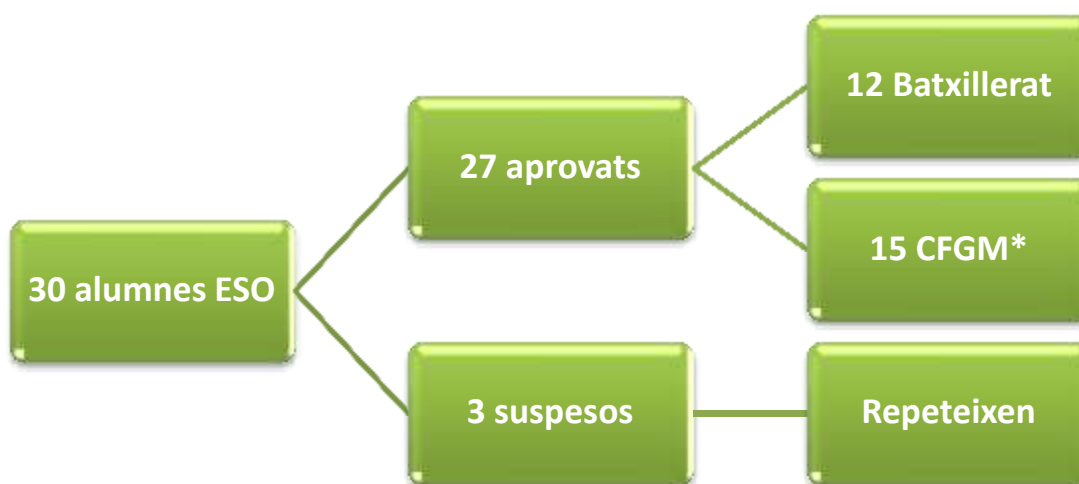 30 alumnes ESO
27 aprovats
12 Batxillerat
15 CFGM*
3 suspesos
Repeteixen